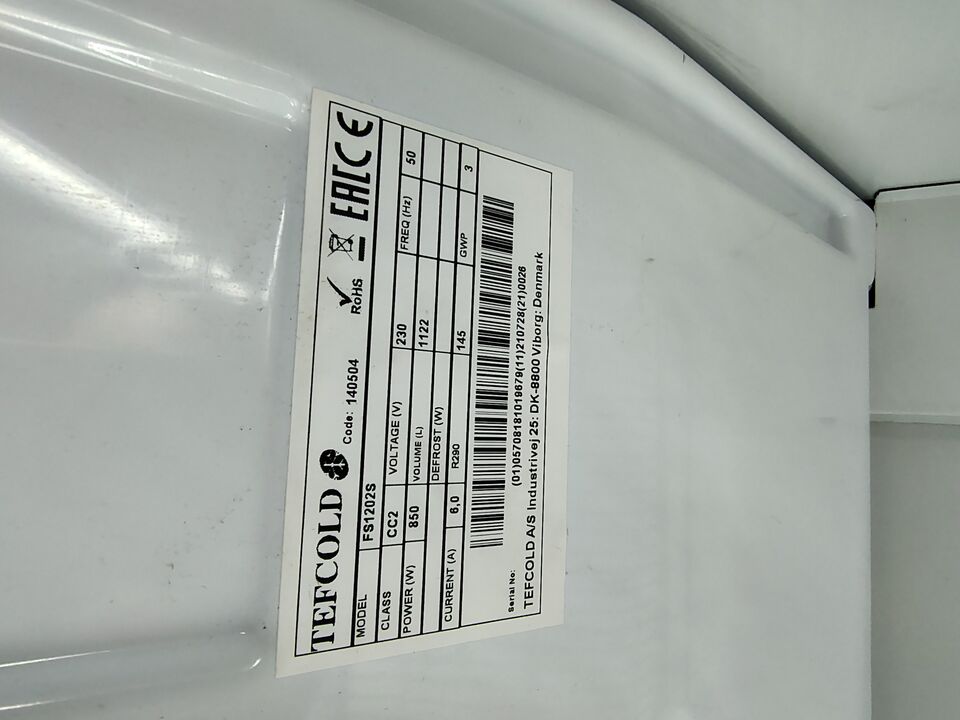 TEFCOLD
Code: 140504
RoHS
EAC CE
MODEL FS1202S
CLASS CC2 VOLTAGE (V) 230 FREQ (Hz) 50
POWER (W) 850 VOLUME (L) 1122
DEFROST (W)
CURRENT (A) 6,0 R290 145 GWP 3
Serial No: (01)05708181019679(11)210728(21)0026
TEFCOLD A/S Industrivej 25: DK-8800 Viborg: Denmark